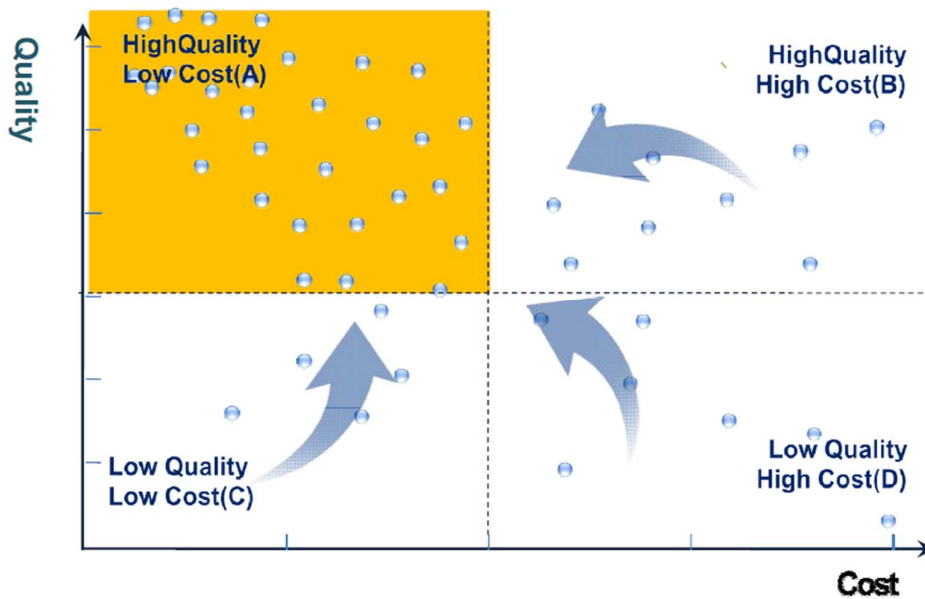 Quality
HighQuality
Low Cost(A)
HighQuality
High Cost(B)
Low Quality
Low Cost(C)
Low Quality
High Cost(D)
Cost